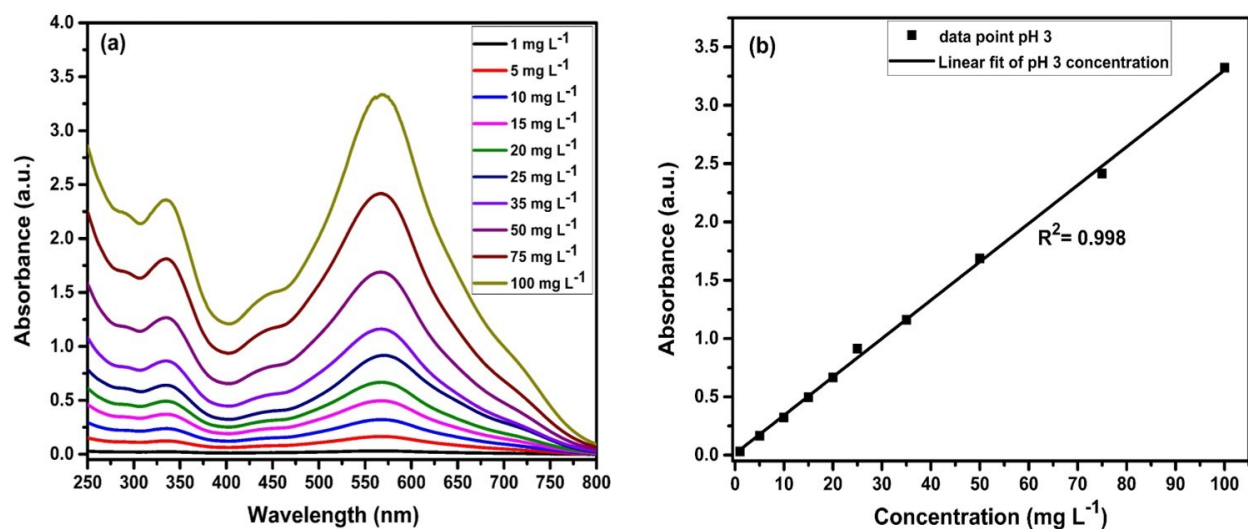 (a)
1 mg L⁻¹
5 mg L⁻¹
10 mg L⁻¹
15 mg L⁻¹
20 mg L⁻¹
25 mg L⁻¹
35 mg L⁻¹
50 mg L⁻¹
75 mg L⁻¹
100 mg L⁻¹
Absorbance (a.u.)
4.0
3.5
3.0
2.5
2.0
1.5
1.0
0.5
0.0
250 300 350 400 450 500 550 600 650 700 750 800
Wavelength (nm)
(b)
data point pH 3
Linear fit of pH 3 concentration
R²= 0.998
Absorbance (a.u.)
3.5
3.0
2.5
2.0
1.5
1.0
0.5
0.0
0 10 20 30 40 50 60 70 80 90 100
Concentration (mg L⁻¹)